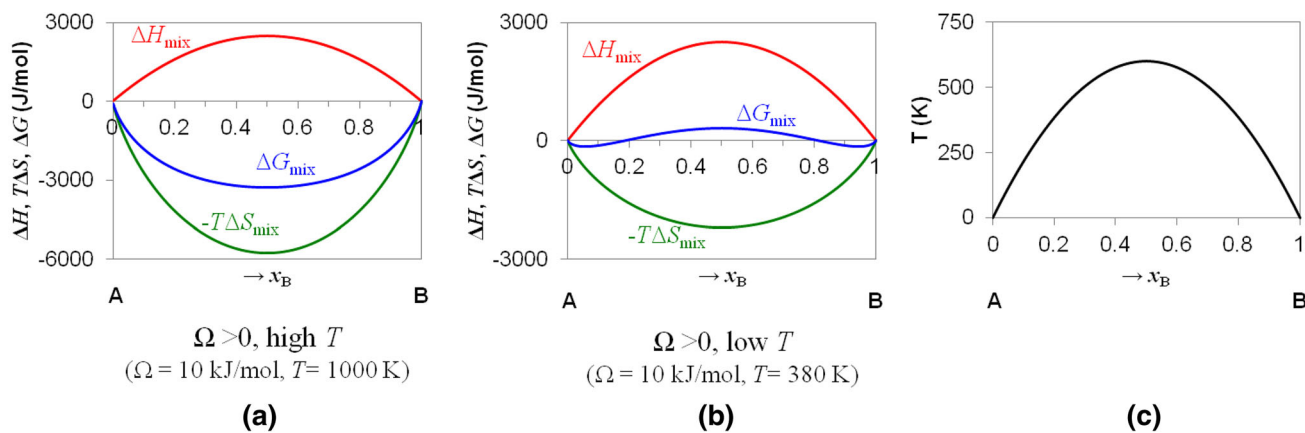 ΔH, TΔS, ΔG (J/mol)
3000
0
-3000
-6000
ΔHmix
0 0.2 0.4 0.6 0.8 1
ΔGmix
-TΔSmix
→ xB
A B
Ω >0, high T
(Ω = 10 kJ/mol, T= 1000 K)
(a)
ΔH, TΔS, ΔG (J/mol)
3000
0
-3000
ΔHmix
ΔGmix
0 0.2 0.4 0.6 0.8 1
-TΔSmix
→ xB
A B
Ω >0, low T
(Ω = 10 kJ/mol, T= 380 K)
(b)
T (K)
750
500
250
0
0 0.2 0.4 0.6 0.8 1
→ xB
A B
(c)